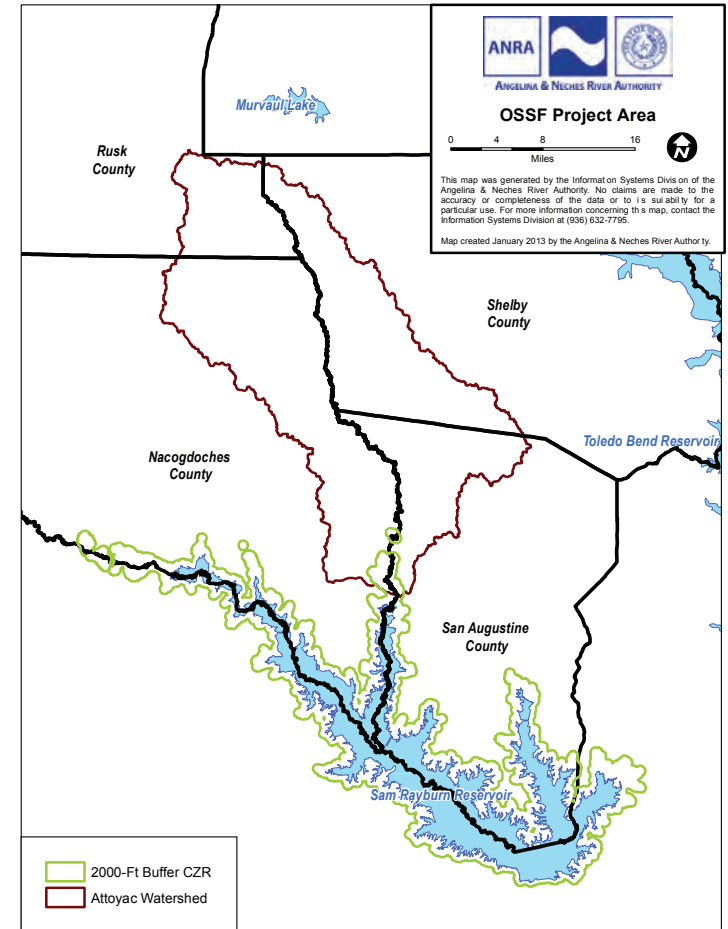 ANRA
ANGELINA & NECHES RIVER AUTHORITY
OSSF Project Area
0 4 8 16
Miles
N
This map was generated by the Informat on Systems Divis on of the
Angelina & Neches River Authority. No claims are made to the
accuracy or completeness of the data or to i s sui abi ty for a
particular use. For more information concerning th s map, contact the
Information Systems Division at (936) 632-7795.
Map created January 2013 by the Angelina & Neches River Author ty.
Murvaul Lake
Rusk
County
Shelby
County
Toledo Bend Reservoir
Nacogdoches
County
San Augustine
County
Sam Rayburn Reservoir
2000-Ft Buffer CZR
Attoyac Watershed